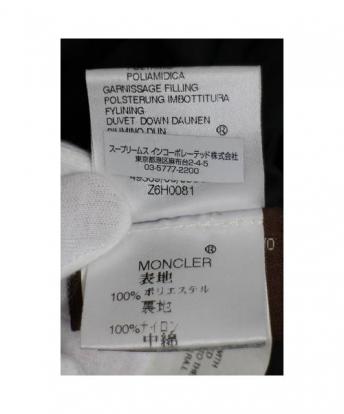 POLIAMIDICA
GARNISSAGE FILLING
POLSTERUNG IMBOTTITURA
FYLINING
DUVET DOWN DAUNEN
PIUMINO DUN ®
スープリームス インコーポレーテッド株式会社
東京都港区麻布台2-4-5
03-5777-2200
Z6H0081
®
MONCLER
表地
100% ポリエステル
裏地
100% ナイロン
中綿